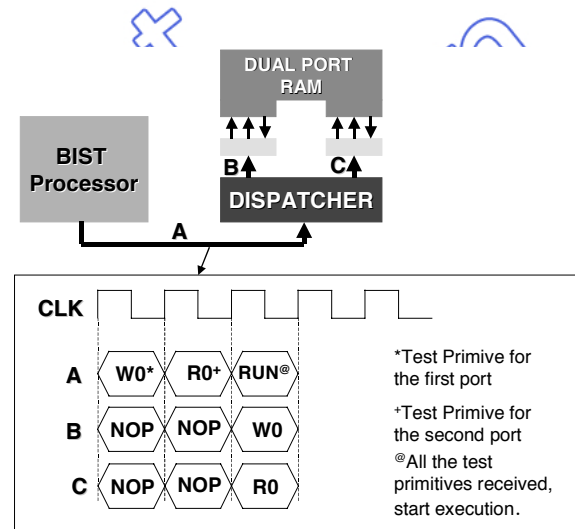 DUAL PORT
RAM
BIST
Processor
B
C
DISPATCHER
A
CLK
A W0* R0+ RUN@
B NOP NOP W0
C NOP NOP R0
*Test Primive for
the first port
+Test Primive for
the second port
@All the test
primitives received,
start execution.